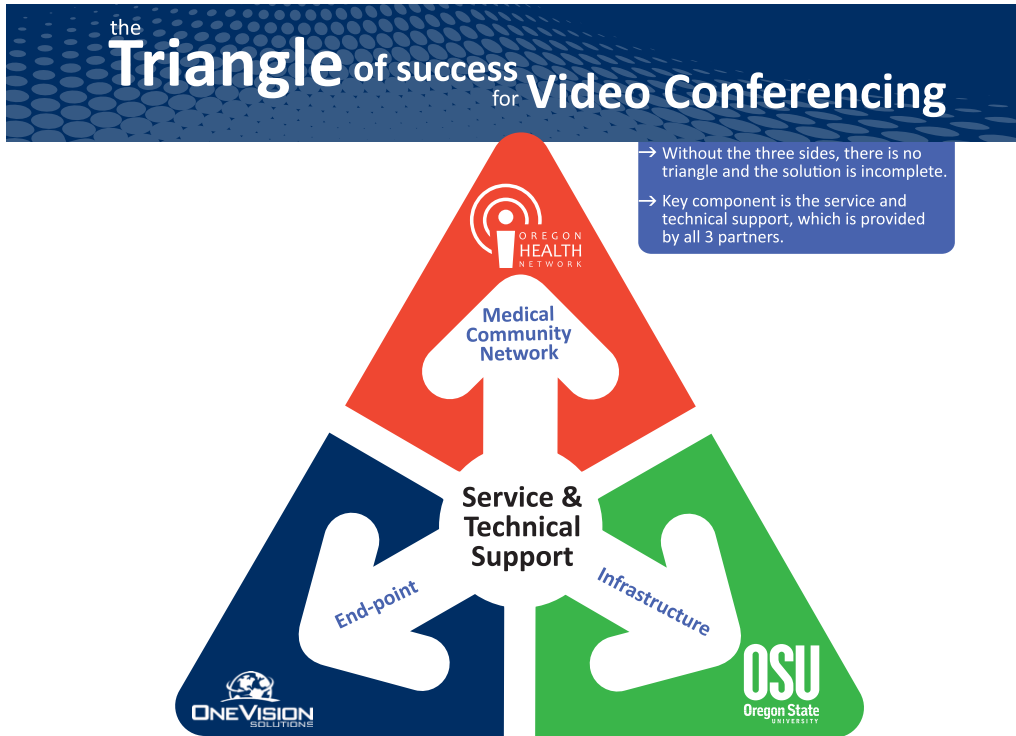 the
Triangle of success
for Video Conferencing
→ Without the three sides, there is no
triangle and the solution is incomplete.
→ Key component is the service and
technical support, which is provided
by all 3 partners.
OREGON
HEALTH
NETWORK
Medical
Community
Network
Service &
Technical
Support
End-point
Infrastructure
ONEVISION
SOLUTIONS
OSU
Oregon State
UNIVERSITY